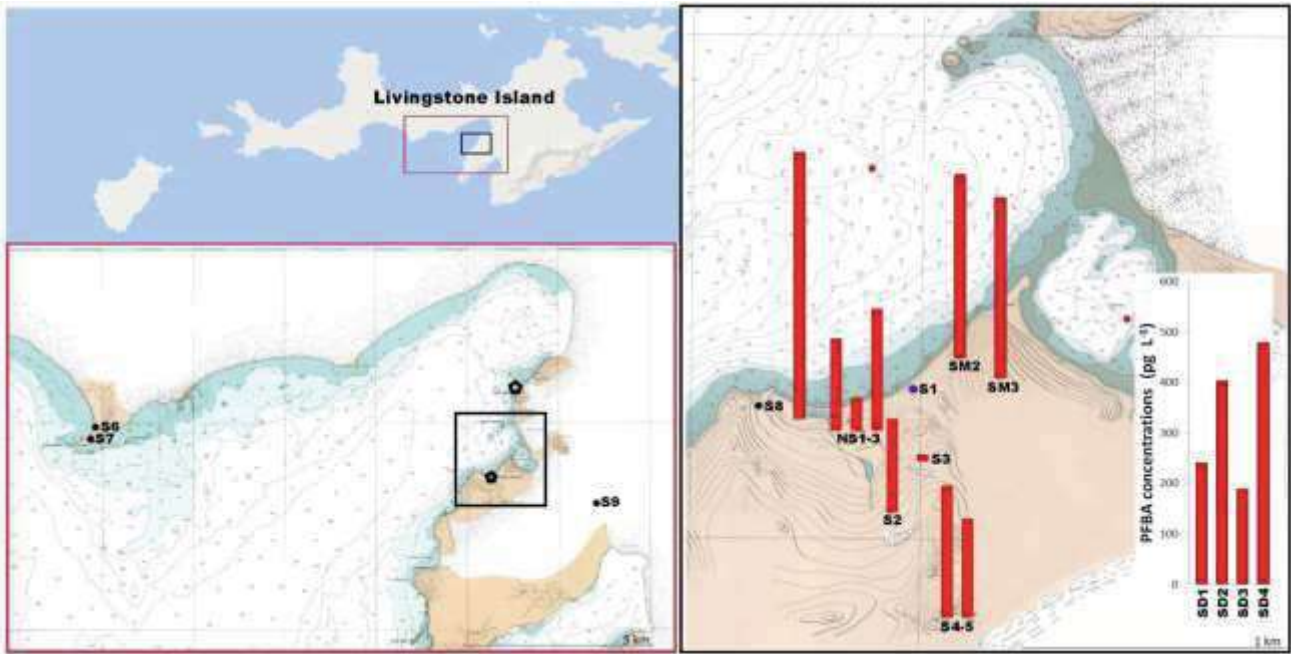 Livingstone Island
S6
S7
S9
5 km
SM2
SM3
S1
S8
NS1-3
S3
S2
S4-5
PFBA concentrations (pg L-1)
600
500
400
300
200
100
0
SD1
SD2
SD3
SD4
1 km